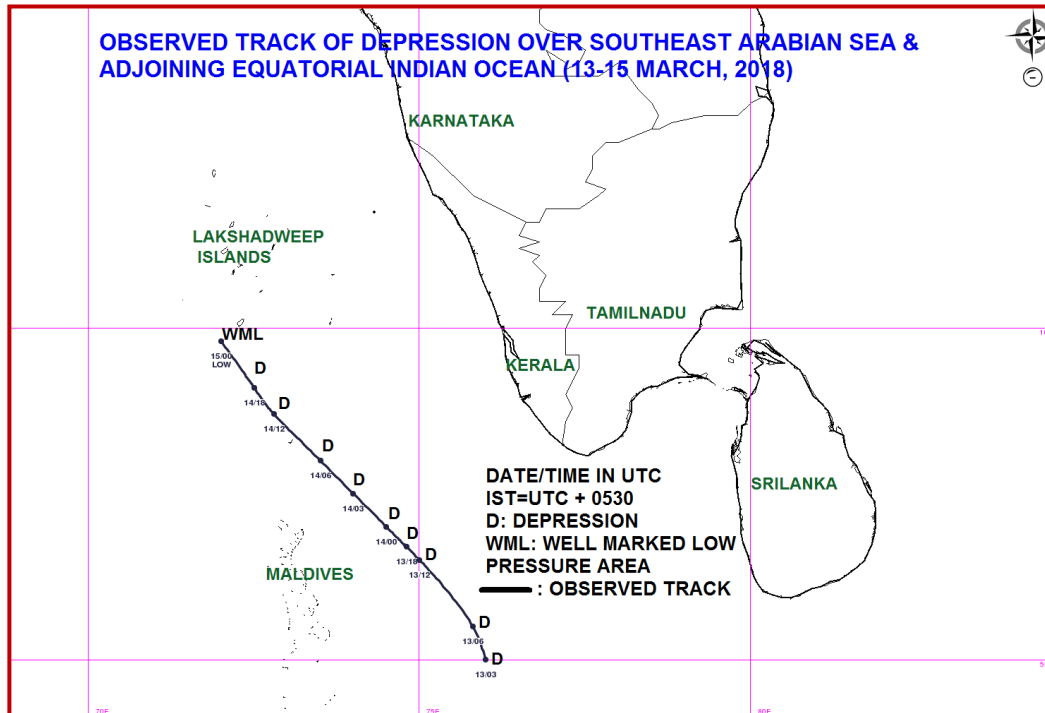 OBSERVED TRACK OF DEPRESSION OVER SOUTHEAST ARABIAN SEA &
ADJOINING EQUATORIAL INDIAN OCEAN (13-15 MARCH, 2018)
KARNATAKA
LAKSHADWEEP
ISLANDS
TAMILNADU
WML
15/00
LOW
KERALA
D
14/18
D
14/12
D
14/06
D
14/03
D
14/00
D
13/18
D
13/12
D
13/06
D
13/03
MALDIVES
SRILANKA
DATE/TIME IN UTC
IST=UTC + 0530
D: DEPRESSION
WML: WELL MARKED LOW
PRESSURE AREA
: OBSERVED TRACK
70E
75E
80E